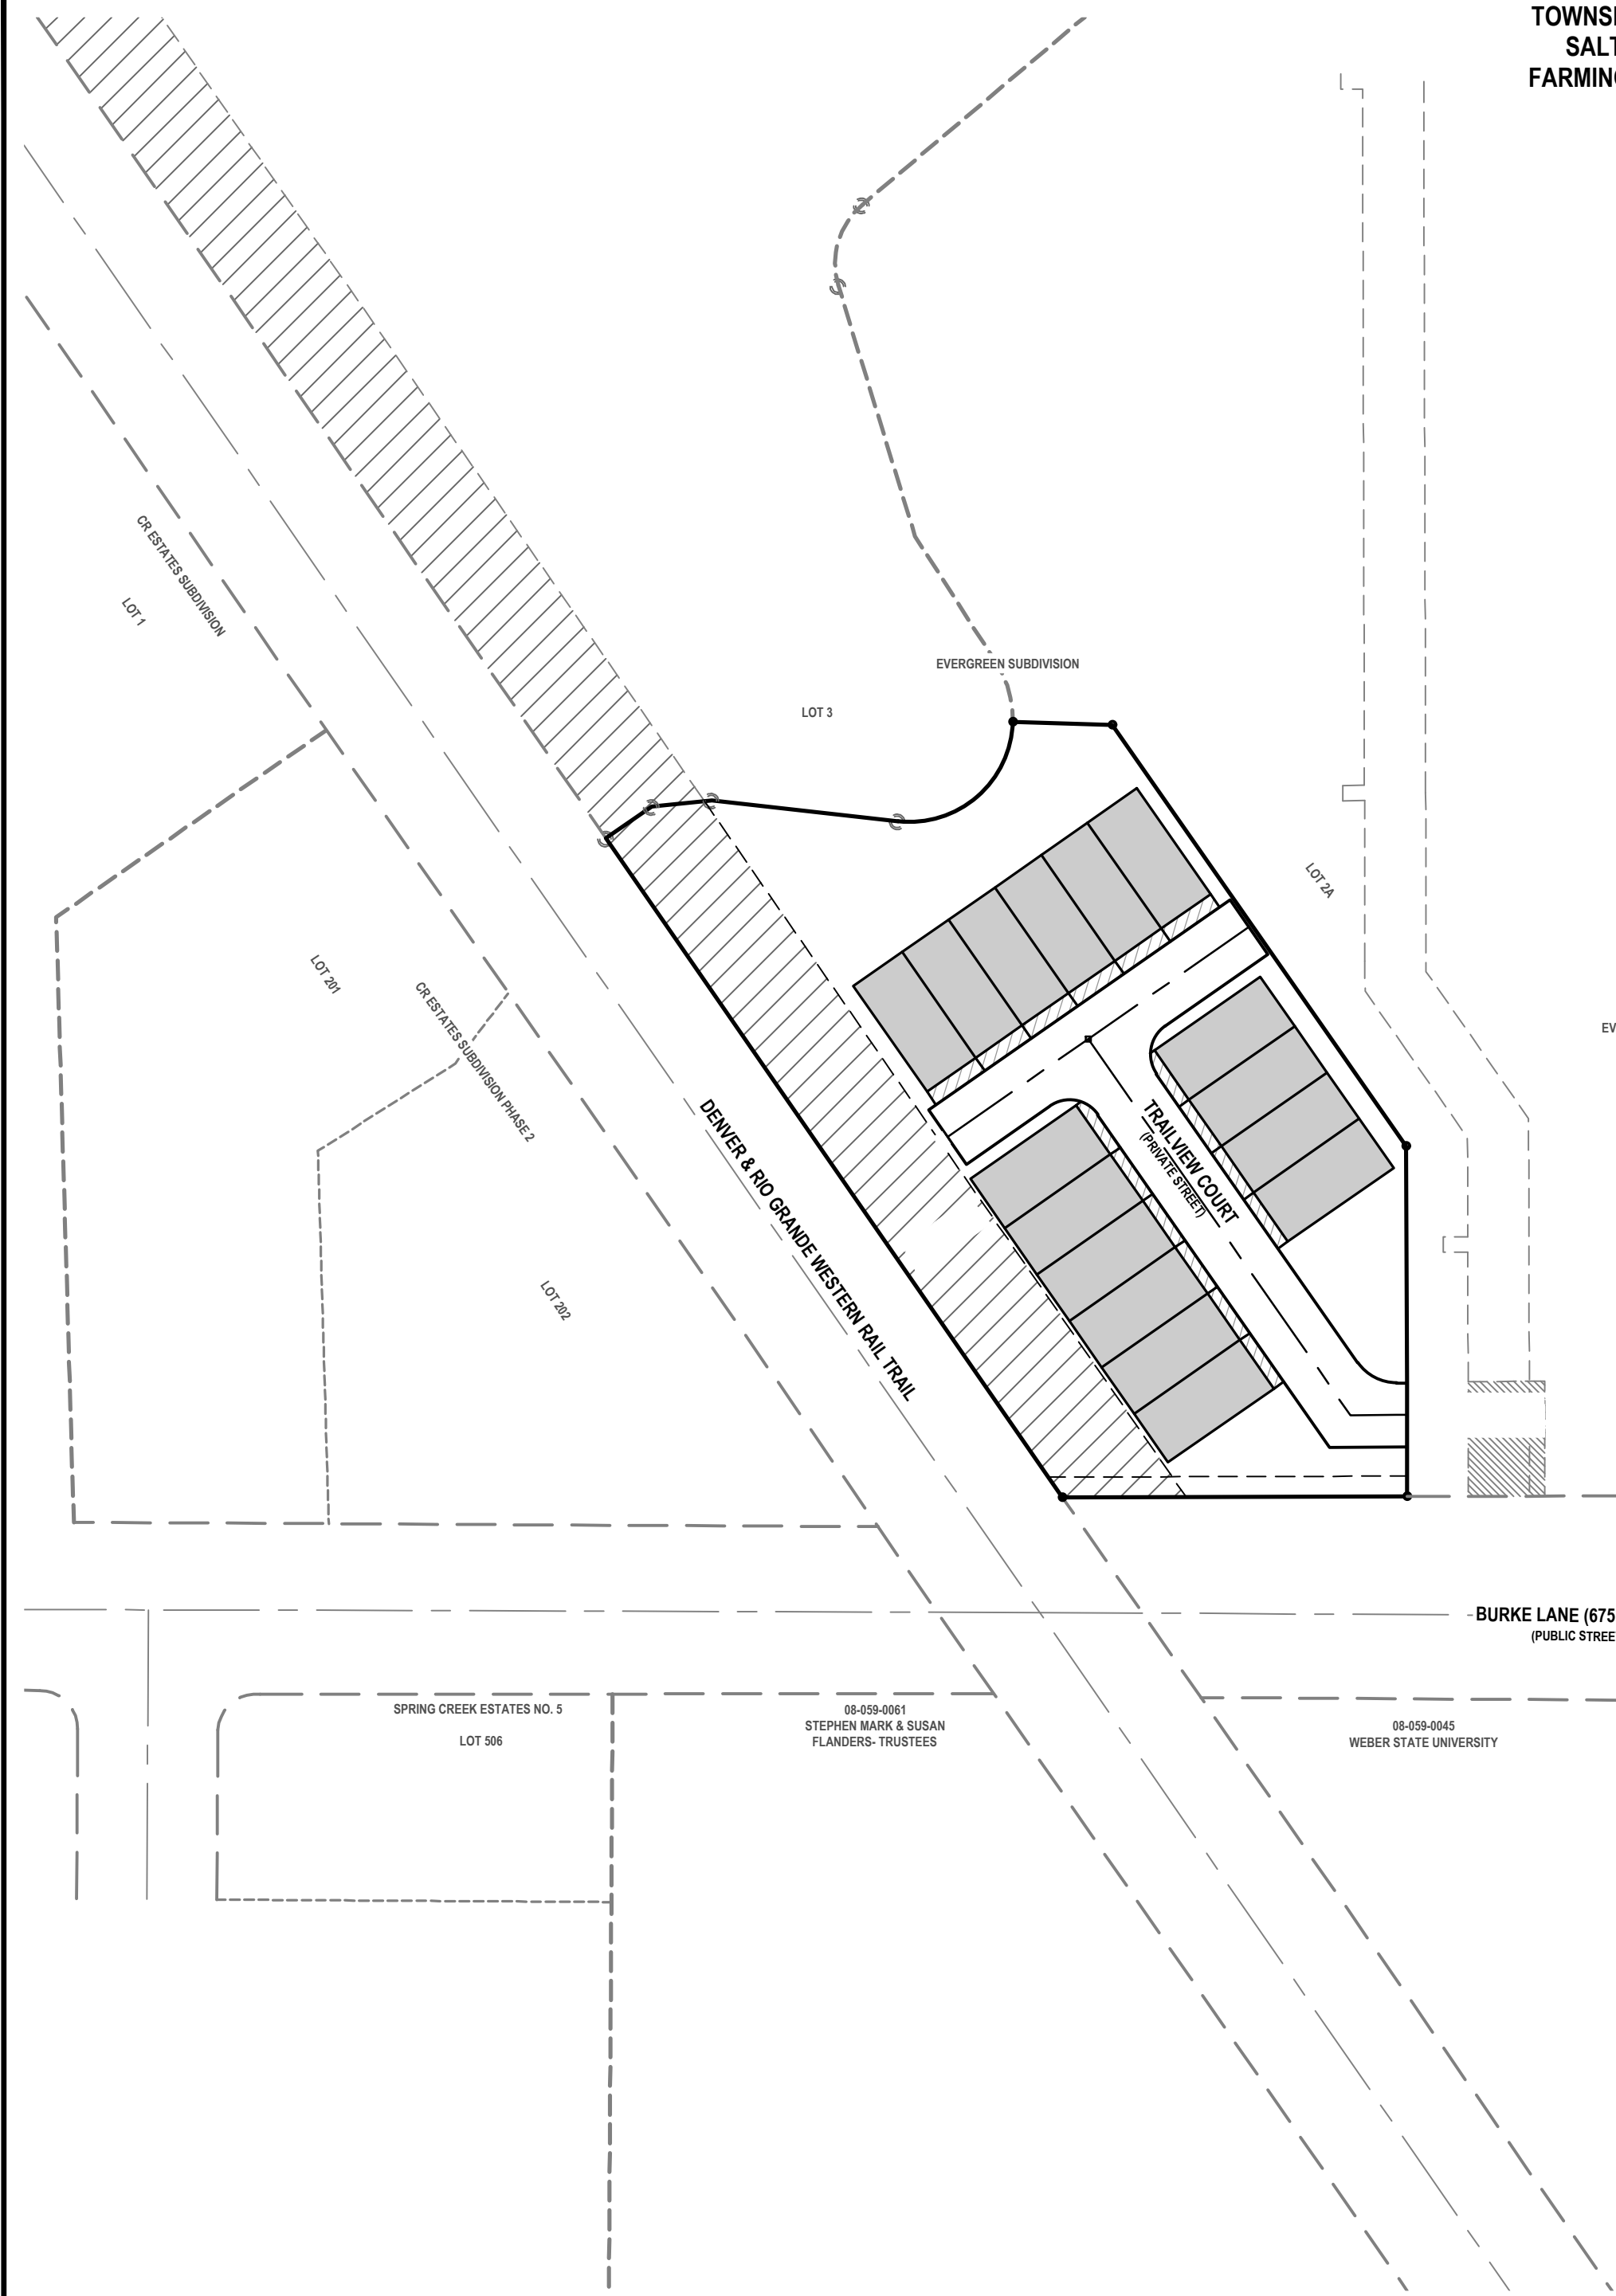 TOWNSH
SALT
FARMING
CR ESTATES SUBDIVISION
LOT 1
EVERGREEN SUBDIVISION
LOT 3
LOT 2A
LOT 201
CR ESTATES SUBDIVISION PHASE 2
EV
LOT 202
DENVER & RIO GRANDE WESTERN RAIL TRAIL
TRAILVIEW COURT
(PRIVATE STREET)
BURKE LANE (675
(PUBLIC STREE
SPRING CREEK ESTATES NO. 5
LOT 506
08-059-0061
STEPHEN MARK & SUSAN
FLANDERS- TRUSTEES
08-059-0045
WEBER STATE UNIVERSITY